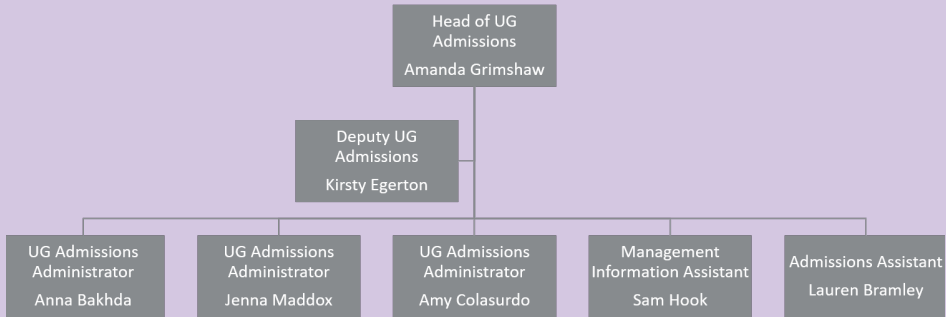 Head of UG
Admissions
Amanda Grimshaw
Deputy UG
Admissions
Kirsty Egerton
UG Admissions
Administrator
Anna Bakhda
UG Admissions
Administrator
Jenna Maddox
UG Admissions
Administrator
Amy Colasurdo
Management
Information Assistant
Sam Hook
Admissions Assistant
Lauren Bramley